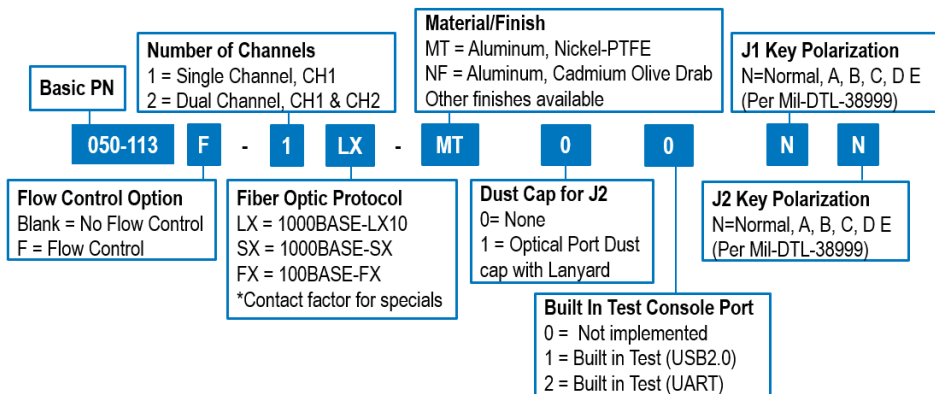 Material/Finish
MT = Aluminum, Nickel-PTFE
NF = Aluminum, Cadmium Olive Drab
Other finishes available
Number of Channels
1 = Single Channel, CH1
2 = Dual Channel, CH1 & CH2
J1 Key Polarization
N=Normal, A, B, C, D E
(Per Mil-DTL-38999)
Basic PN
050-113 F - 1 LX - MT 0 0 N N
Flow Control Option
Blank = No Flow Control
F = Flow Control
Fiber Optic Protocol
LX = 1000BASE-LX10
SX = 1000BASE-SX
FX = 100BASE-FX
*Contact factor for specials
Dust Cap for J2
0= None
1 = Optical Port Dust
cap with Lanyard
J2 Key Polarization
N=Normal, A, B, C, D E
(Per Mil-DTL-38999)
Built In Test Console Port
0 = Not implemented
1 = Built in Test (USB2.0)
2 = Built in Test (UART)